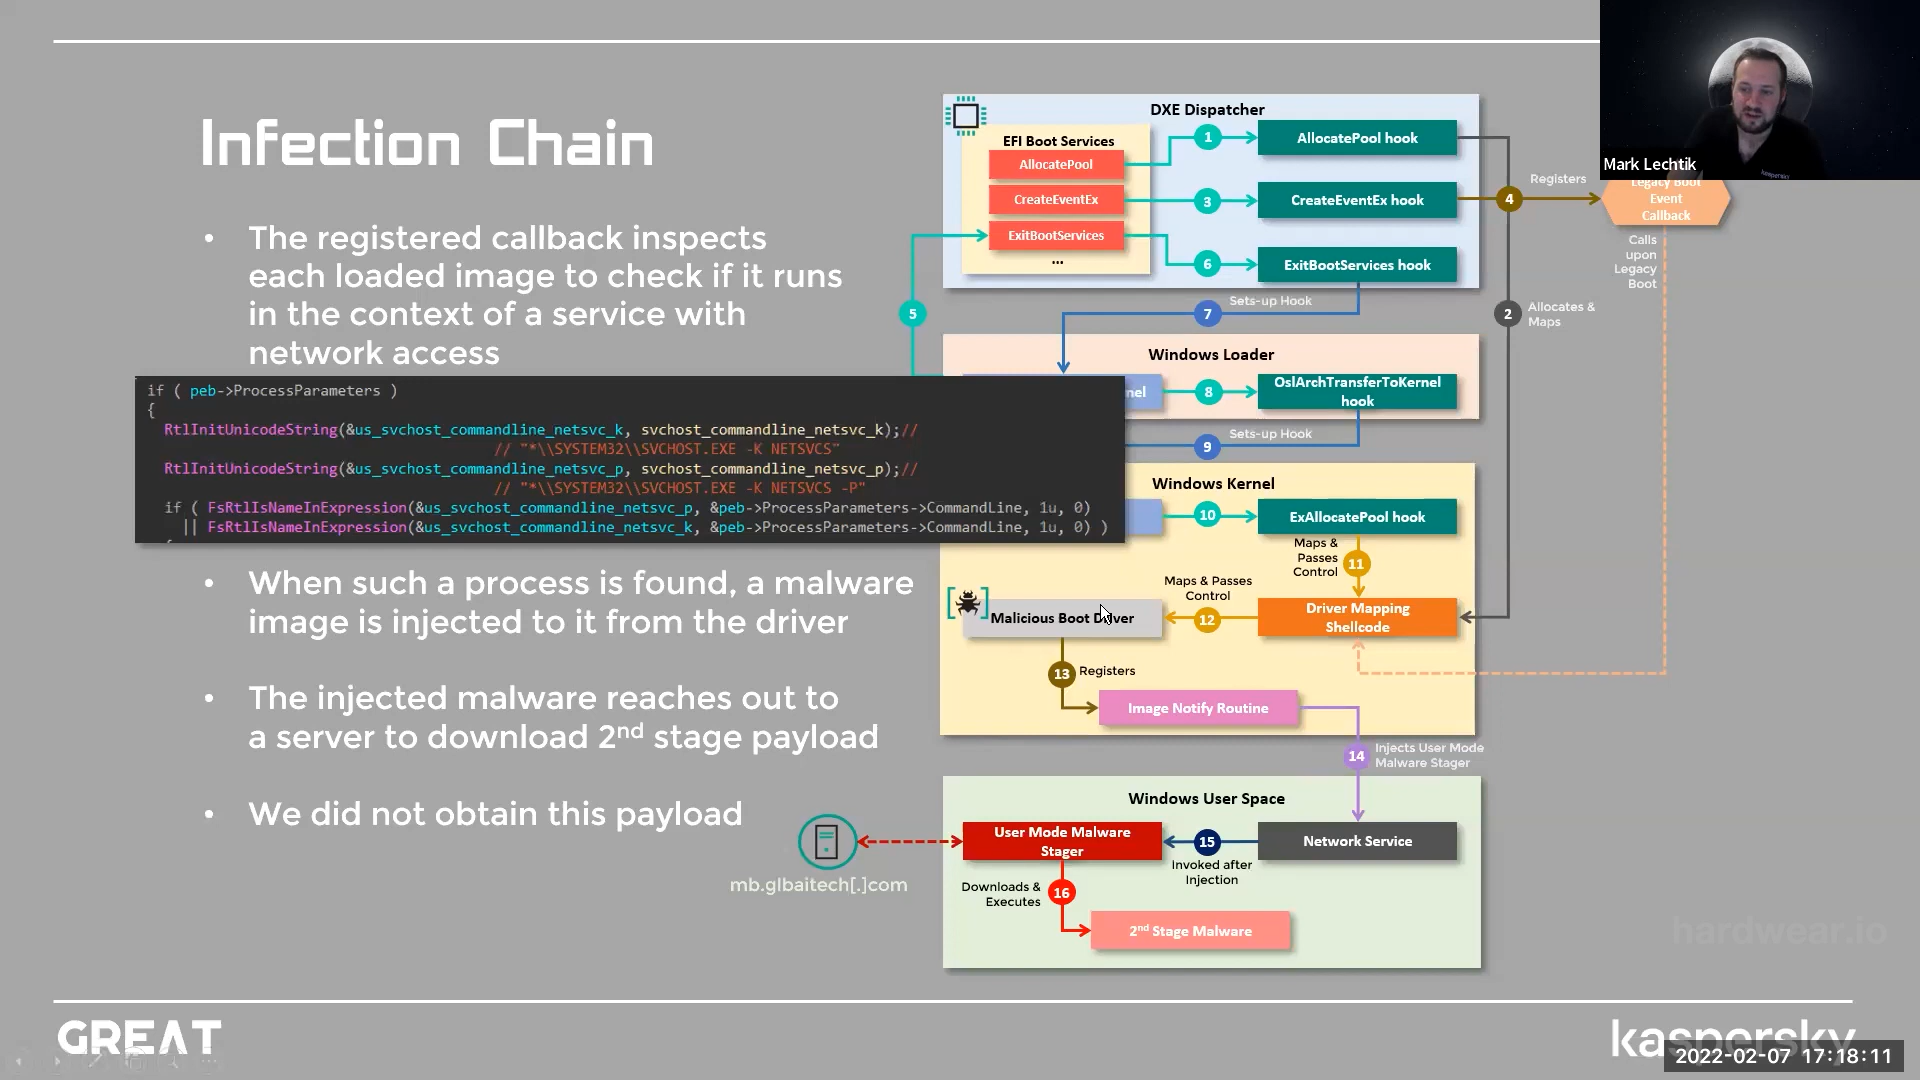 Infection Chain
• The registered callback inspects
each loaded image to check if it runs
in the context of a service with
network access
if ( peb->ProcessParameters )
{
RtlInitUnicodeString(&us_svchost_commandline_netsvc_k, svchost_commandline_netsvc_k);//
// "*\\SYSTEM32\\SVCHOST.EXE -K NETSVCS"
RtlInitUnicodeString(&us_svchost_commandline_netsvc_p, svchost_commandline_netsvc_p);//
// "*\\SYSTEM32\\SVCHOST.EXE -K NETSVCS -P"
if ( FsRtlIsNameInExpression(&us_svchost_commandline_netsvc_p, &peb->ProcessParameters->CommandLine, 1u, 0)
|| FsRtlIsNameInExpression(&us_svchost_commandline_netsvc_k, &peb->ProcessParameters->CommandLine, 1u, 0) )
• When such a process is found, a malware
image is injected to it from the driver
• The injected malware reaches out to
a server to download 2nd stage payload
• We did not obtain this payload
DXE Dispatcher
EFI Boot Services
AllocatePool
1
AllocatePool hook
CreateEventEx
3
CreateEventEx hook
4
Registers
Legacy Boot
Event
Callback
ExitBootServices
6
ExitBootServices hook
...
Calls
upon
Legacy
Boot
5
7
Sets-up Hook
2
Allocates &
Maps
Windows Loader
nel
8
OslArchTransferToKernel
hook
9
Sets-up Hook
Windows Kernel
10
ExAllocatePool hook
Maps &
Passes
Control
11
Maps & Passes
Control
Malicious Boot Driver
12
Driver Mapping
Shellcode
13
Registers
Image Notify Routine
14
Injects User Mode
Malware Stager
Windows User Space
User Mode Malware
Stager
15
Network Service
Invoked after
Injection
mb.glbaitech[.]com
Downloads &
Executes
16
2nd Stage Malware
Mark Lechtik
hardwear.io
GREAT
kaspersky
2022-02-07 17:18:11